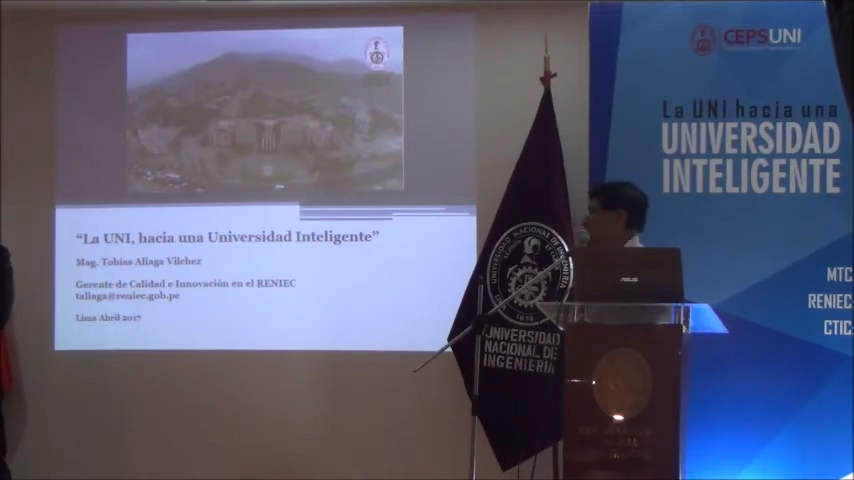 “La UNI, hacia una Universidad Inteligente”
Mag. Tobías Aliaga Vilchez
Gerente de Calidad e Innovación en el RENIEC
taliaga@reniec.gob.pe
Lima Abril 2017
UNIVERSIDAD NACIONAL DE INGENIERIA
1876
UNIVERSIDAD
NACIONAL DE
INGENIERIA
ASUS
CEPSUNI
La UNI hacia una
UNIVERSIDAD
INTELIGENTE
MTC
RENIEC
CTIC